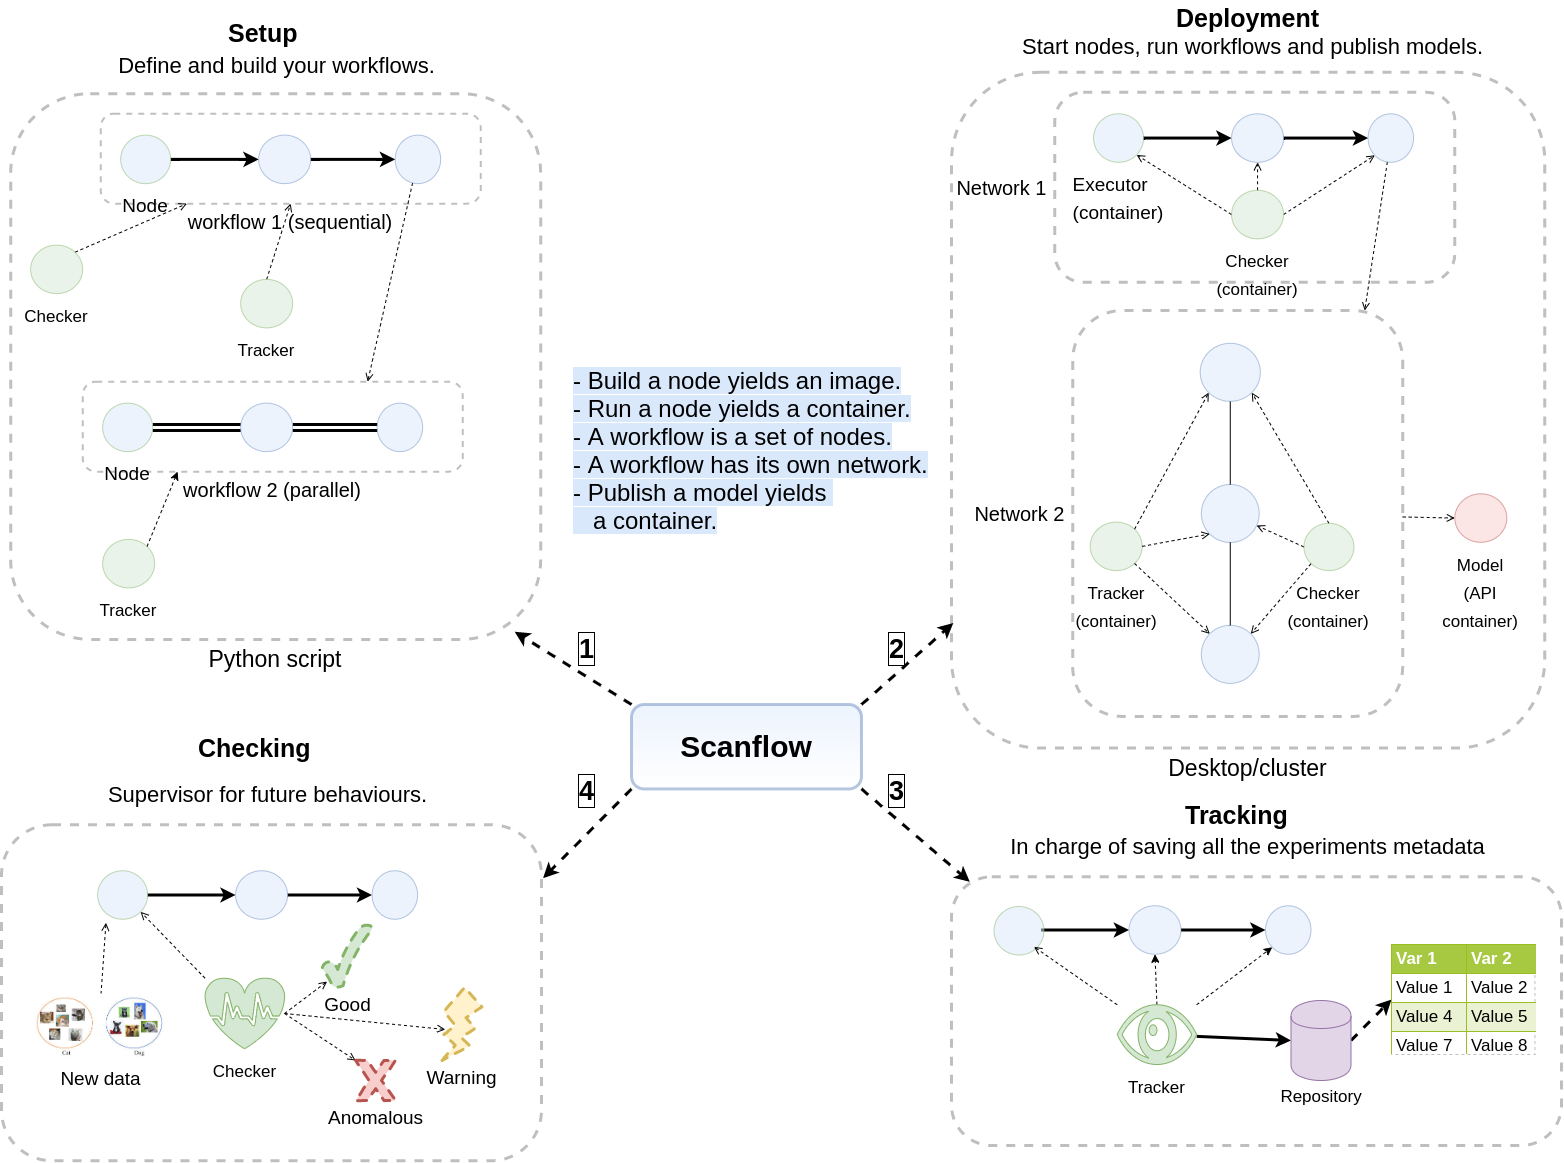 Setup
Define and build your workflows.
Node
workflow 1 (sequential)
Checker
Tracker
Node
workflow 2 (parallel)
Tracker
Python script
Deployment
Start nodes, run workflows and publish models.
Network 1
Executor
(container)
Checker
(container)
Network 2
Tracker
(container)
Checker
(container)
Model
(API
container)
Desktop/cluster
- Build a node yields an image.
- Run a node yields a container.
- A workflow is a set of nodes.
- A workflow has its own network.
- Publish a model yields
a container.
1
2
Scanflow
4
3
Checking
Supervisor for future behaviours.
Cat
Dog
New data
Checker
Good
Warning
Anomalous
Tracking
In charge of saving all the experiments metadata
Tracker
Repository
Var 1 Var 2
Value 1 Value 2
Value 4 Value 5
Value 7 Value 8